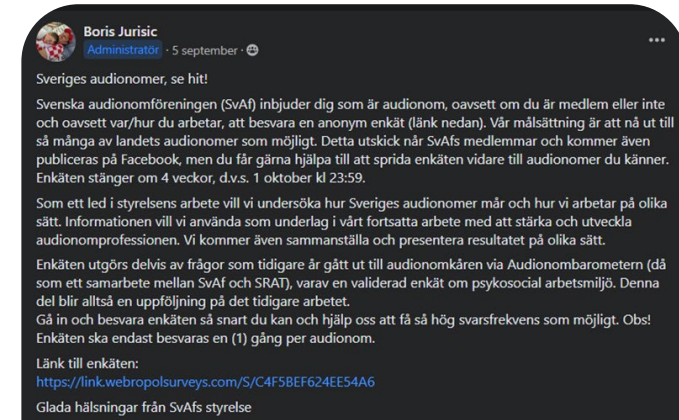 Boris Jurisic
Administratör · 5 september ·
Sveriges audionomer, se hit!
Svenska audionomföreningen (SvAf) inbjuder dig som är audionom, oavsett om du är medlem eller inte
och oavsett var/hur du arbetar, att besvara en anonym enkät (länk nedan). Vår målsättning är att nå ut till
så många av landets audionomer som möjligt. Detta utskick når SvAfs medlemmar och kommer även
publiceras på Facebook, men du får gärna hjälpa till att sprida enkäten vidare till audionomer du känner.
Enkäten stänger om 4 veckor, d.v.s. 1 oktober kl 23:59.
Som ett led i styrelsens arbete vill vi undersöka hur Sveriges audionomer mår och hur vi arbetar på olika
sätt. Informationen vill vi använda som underlag i vårt fortsatta arbete med att stärka och utveckla
audionomprofessionen. Vi kommer även sammanställa och presentera resultatet på olika sätt.
Enkäten utgörs delvis av frågor som tidigare år gått ut till audionomkåren via Audionombarometern (då
som ett samarbete mellan SvAf och SRAT), varav en validerad enkät om psykosocial arbetsmiljö. Denna
del blir alltså en uppföljning på det tidigare arbetet.
Gå in och besvara enkäten så snart du kan och hjälp oss att få så hög svarsfrekvens som möjligt. Obs!
Enkäten ska endast besvaras en (1) gång per audionom.
Länk till enkäten:
https://link.webropolsurveys.com/S/C4F5BEF624EE54A6
Glada hälsningar från SvAfs styrelse